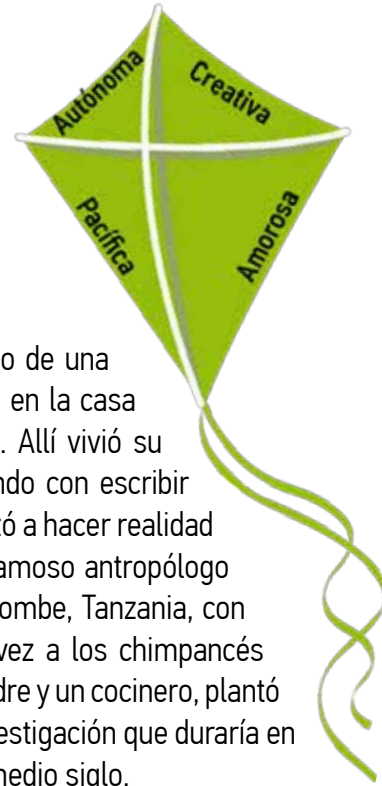 Autónoma
Creativa
Pacífica
Amorosa
o de una
en la casa
. Allí vivió su
ndo con escribir
tó a hacer realidad
amoso antropólogo
ombe, Tanzania, con
vez a los chimpancés
dre y un cocinero, plantó
estigación que duraría en
medio siglo.